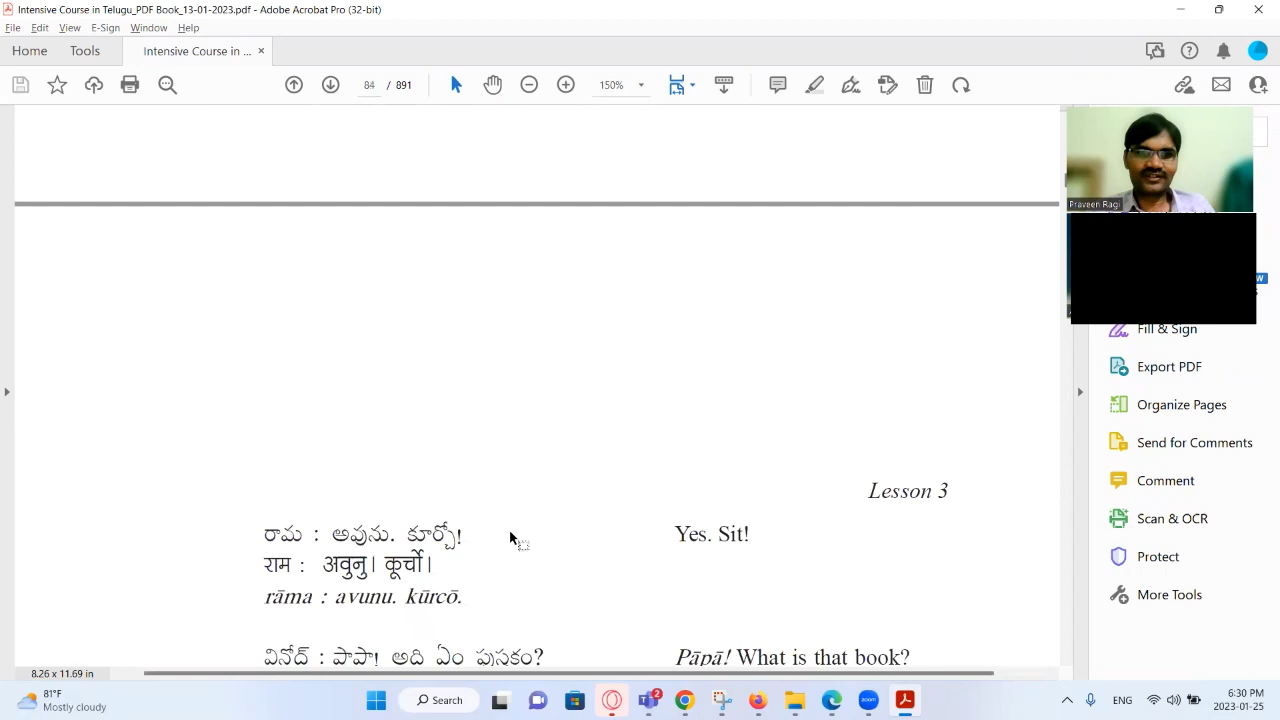 Intensive Course in Telugu_PDF Book_13-01-2023.pdf - Adobe Acrobat Pro (32-bit)
File Edit View E-Sign Window Help
Home Tools Intensive Course in ... ×
84 / 891 150%
Praveen Ragi
Fill & Sign
Export PDF
Organize Pages
Send for Comments
Comment
Scan & OCR
Protect
More Tools
Lesson 3
రామ : అవును. కూర్చో! Yes. Sit!
राम : अवुनु। कूर्चो।
rāma : avunu. kūrcō.
వినోద్ : పాపా! అది ఏం పుసకం? Pāpā! What is that book?
8.26 x 11.69 in
81°F
Mostly cloudy
Search
2
ENG
6:30 PM
2023-01-25